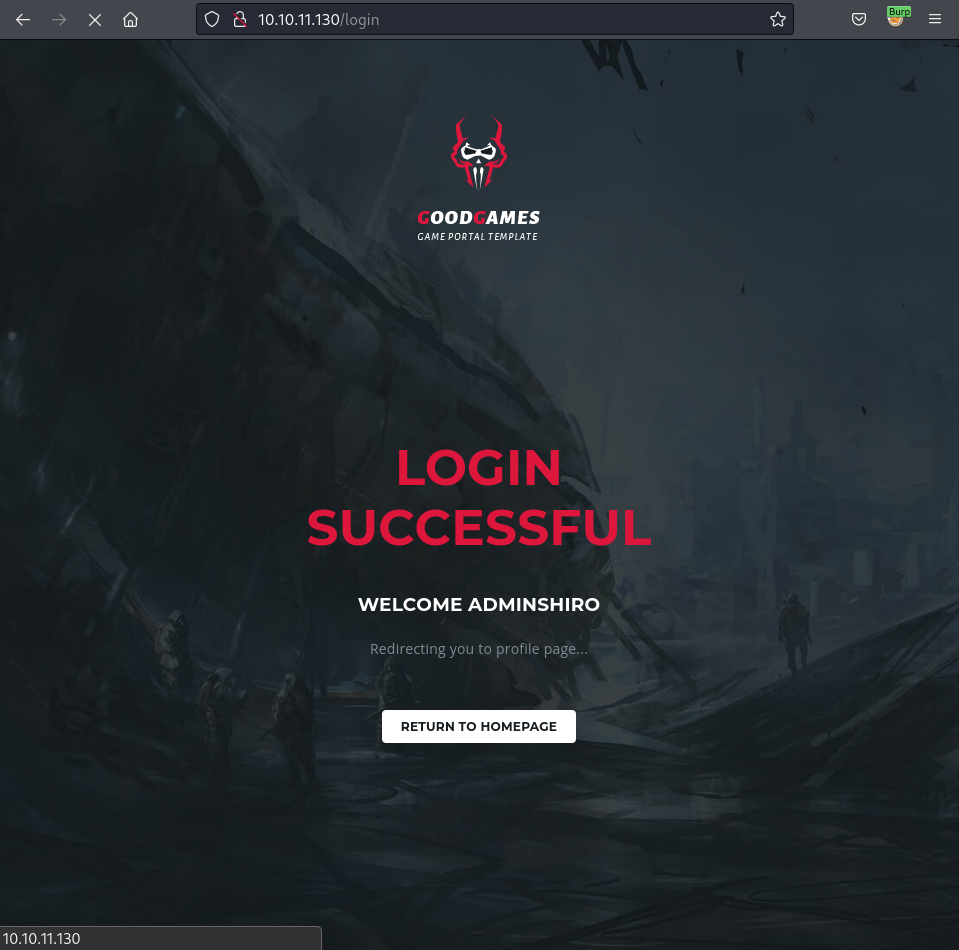 10.10.11.130/login
Burp
GOODGAMES
GAME PORTAL TEMPLATE
LOGIN
SUCCESSFUL
WELCOME ADMINSHIRO
Redirecting you to profile page...
RETURN TO HOMEPAGE
10.10.11.130